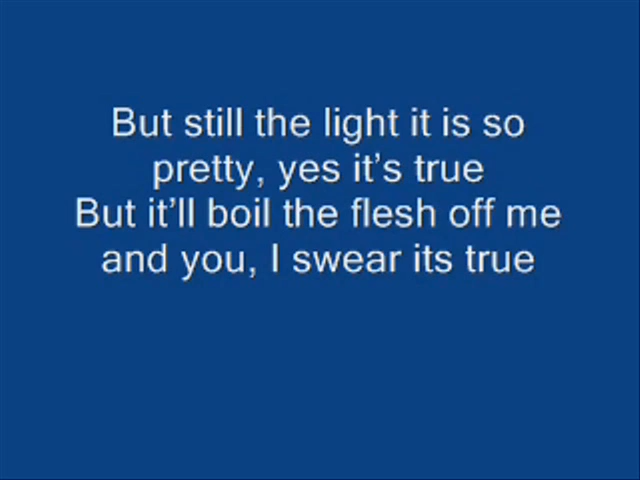 But still the light it is so
pretty, yes it’s true
But it’ll boil the flesh off me
and you, I swear its true